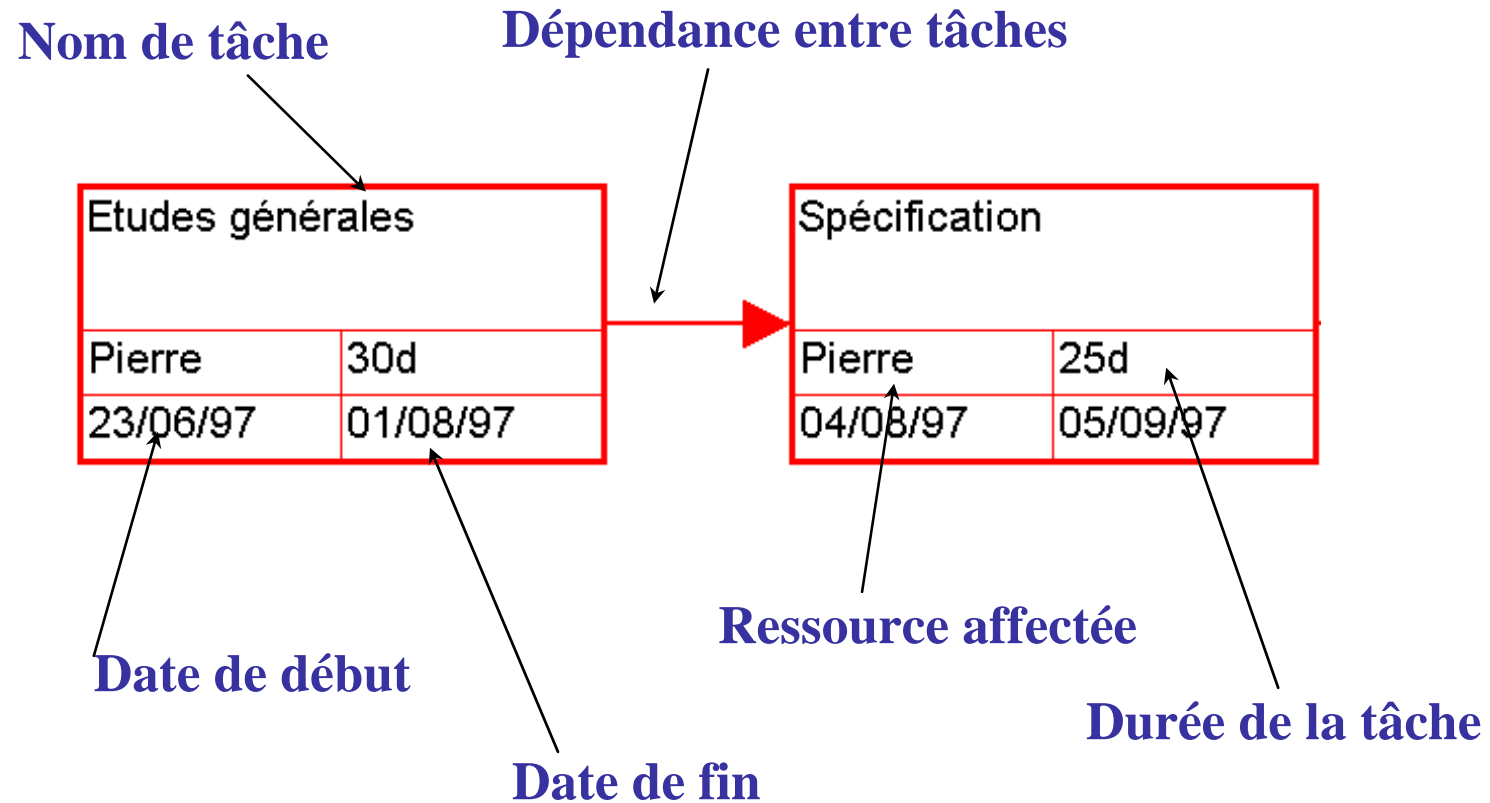 Nom de tâche
Dépendance entre tâches
Etudes générales
Spécification
Pierre 30d
Pierre 25d
23/06/97 01/08/97
04/08/97 05/09/97
Ressource affectée
Date de début
Durée de la tâche
Date de fin